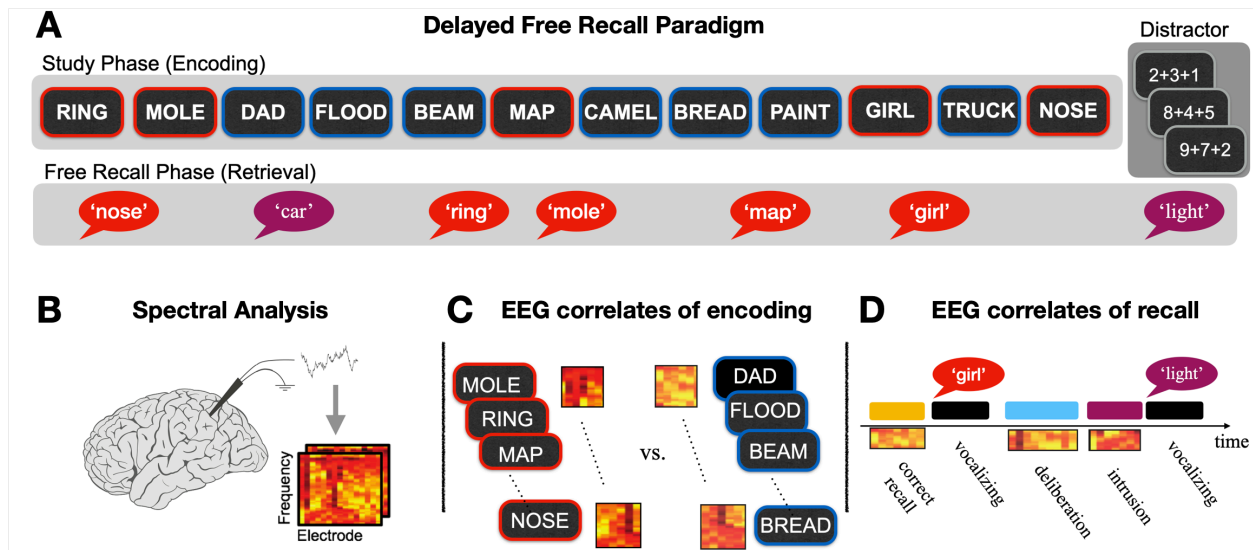 A
Delayed Free Recall Paradigm
Distractor
Study Phase (Encoding)
RING MOLE DAD FLOOD BEAM MAP CAMEL BREAD PAINT GIRL TRUCK NOSE
2+3+1
8+4+5
9+7+2
Free Recall Phase (Retrieval)
‘nose’ ‘car’ ‘ring’ ‘mole’ ‘map’ ‘girl’ ‘light’
B Spectral Analysis
Frequency
Electrode
C EEG correlates of encoding
MOLE
RING
MAP
NOSE
vs.
DAD
FLOOD
BEAM
BREAD
D EEG correlates of recall
‘girl’ ‘light’
time
correct recall
vocalizing
deliberation
intrusion
vocalizing